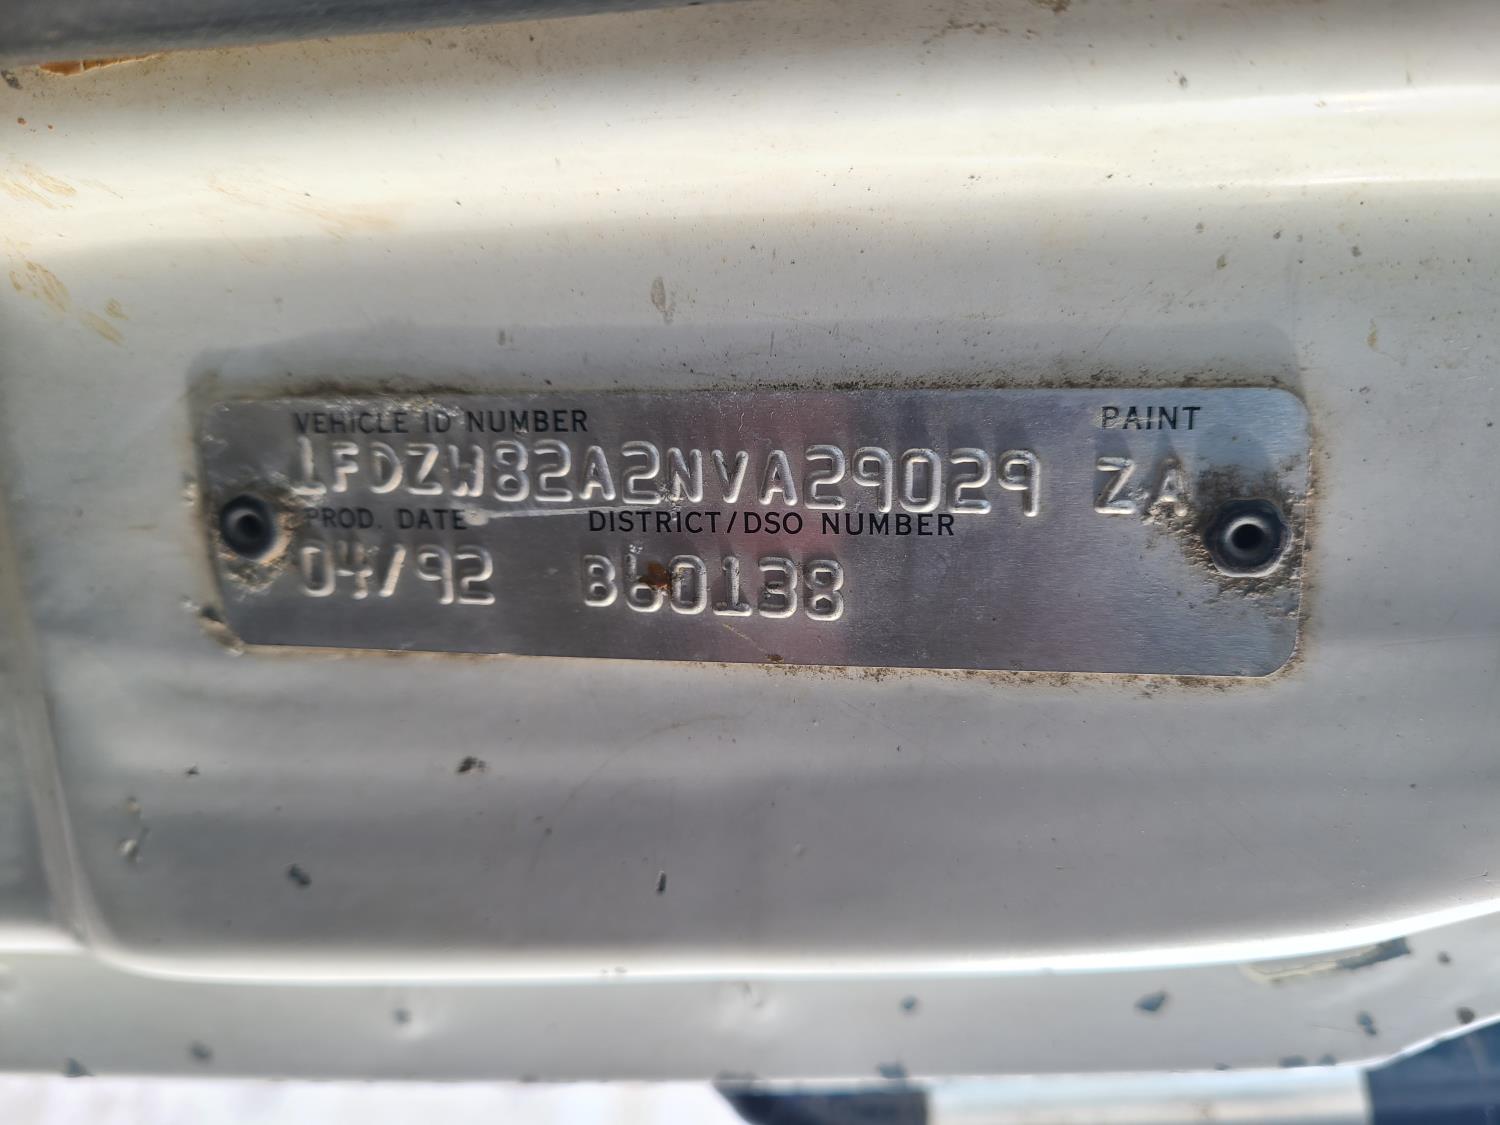 VEHICLE ID NUMBER PAINT
1FDZW82A2NVA29029 ZA
PROD. DATE DISTRICT/DSO NUMBER
04/92 860138